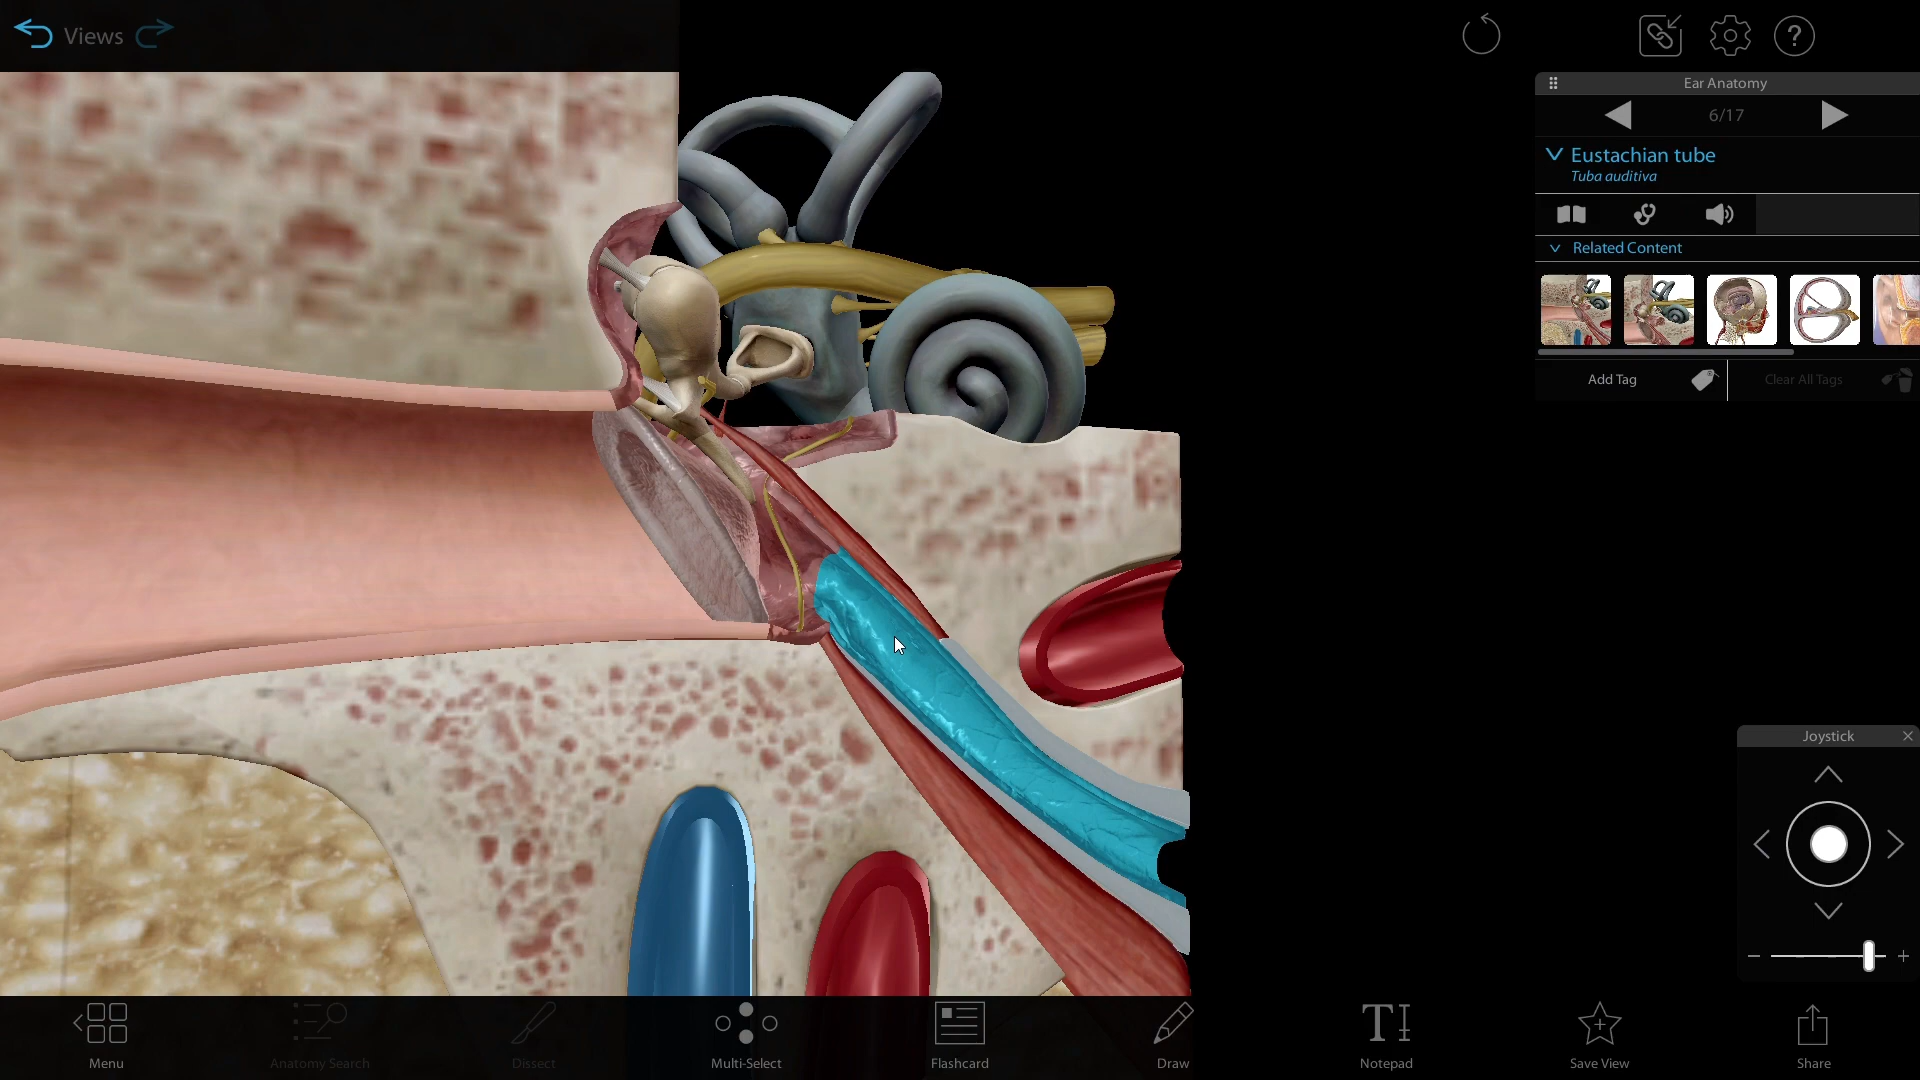 Views
Ear Anatomy
6/17
Eustachian tube
Tuba auditiva
Related Content
Add Tag
Clear All Tags
Joystick
Menu
Anatomy Search
Dissect
Multi-Select
Flashcard
Draw
Notepad
Save View
Share